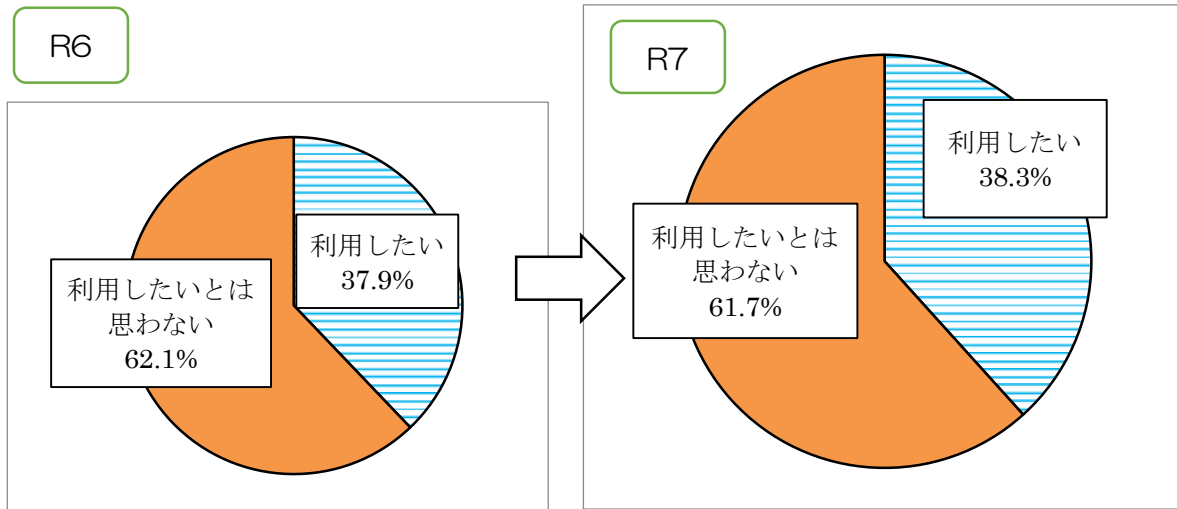 R6
利用したい
37.9%
利用したいとは
思わない
62.1%
R7
利用したい
38.3%
利用したいとは
思わない
61.7%